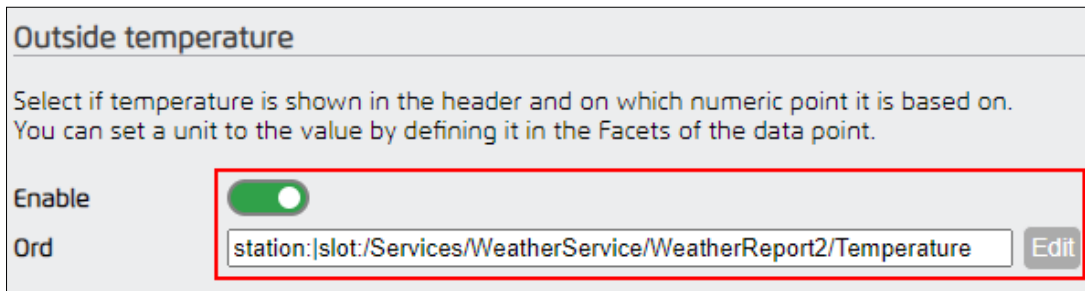 Outside temperature
Select if temperature is shown in the header and on which numeric point it is based on.
You can set a unit to the value by defining it in the Facets of the data point.
Enable
Ord station:|slot:/Services/WeatherService/WeatherReport2/Temperature Edit